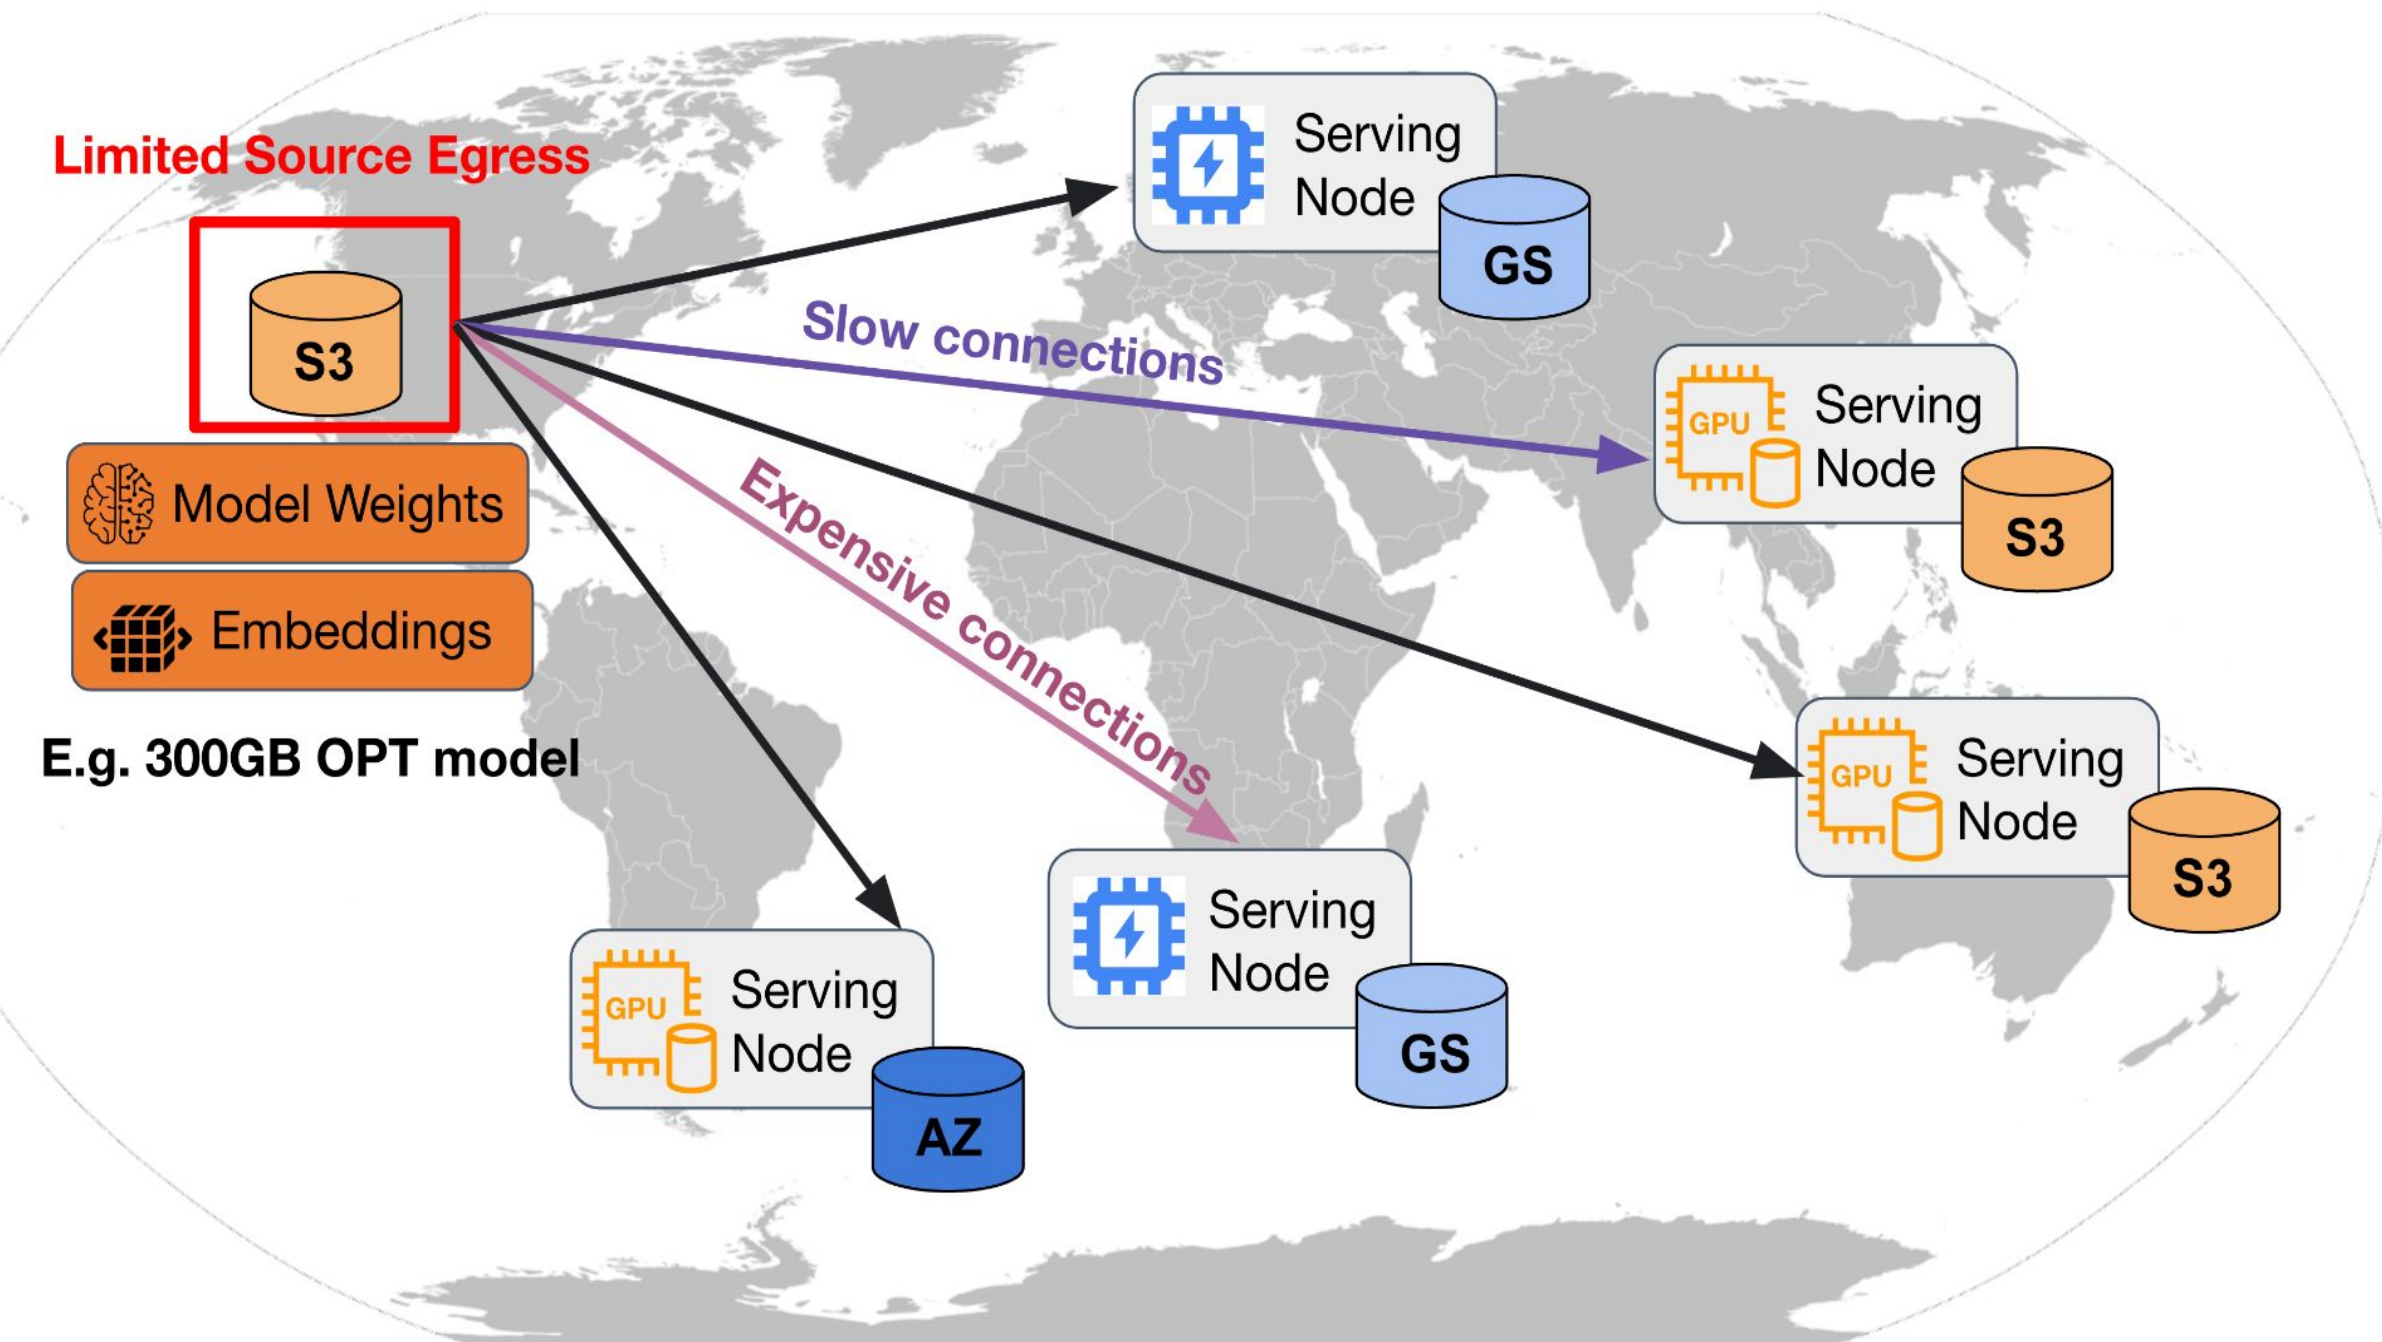 Limited Source Egress
S3
Model Weights
Embeddings
E.g. 300GB OPT model
Slow connections
Expensive connections
Serving
Node
GS
GPU
Serving
Node
S3
GPU
Serving
Node
S3
Serving
Node
GS
GPU
Serving
Node
AZ